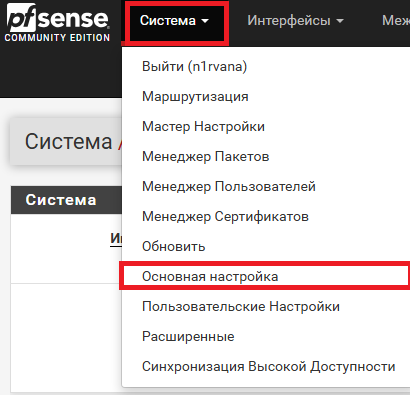 pfsense
COMMUNITY EDITION
Система
Интерфейсы
Меж
Выйти (n1rvana)
Маршрутизация
Мастер Настройки
Менеджер Пакетов
Менеджер Пользователей
Менеджер Сертификатов
Обновить
Основная настройка
Пользовательские Настройки
Расширенные
Синхронизация Высокой Доступности
Система /
Система